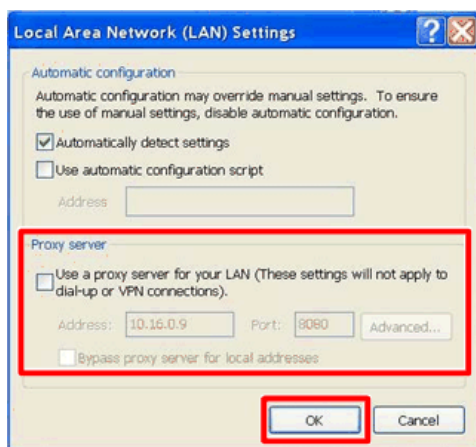 Local Area Network (LAN) Settings
Automatic configuration
Automatic configuration may override manual settings. To ensure
the use of manual settings, disable automatic configuration.
Automatically detect settings
Use automatic configuration script
Address
Proxy server
Use a proxy server for your LAN (These settings will not apply to
dial-up or VPN connections).
Address: 10.16.0.9 Port: 8080 Advanced...
Bypass proxy server for local addresses
OK Cancel